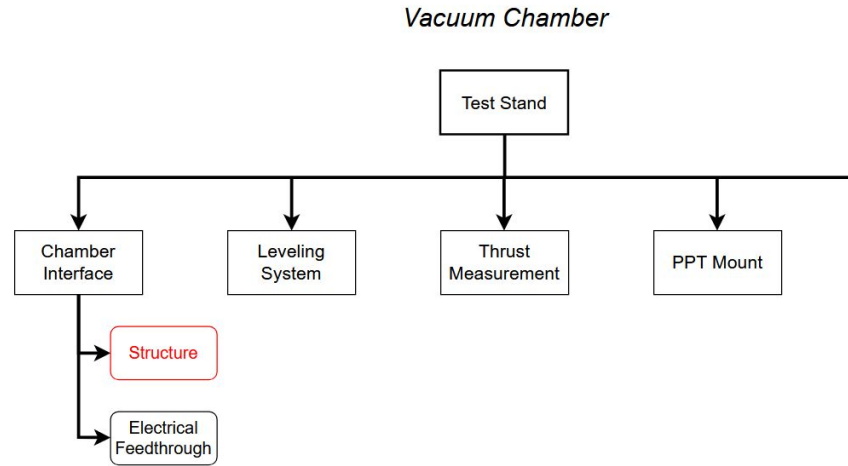 Vacuum Chamber
Test Stand
Chamber
Interface
Leveling
System
Thrust
Measurement
PPT Mount
Structure
Electrical
Feedthrough